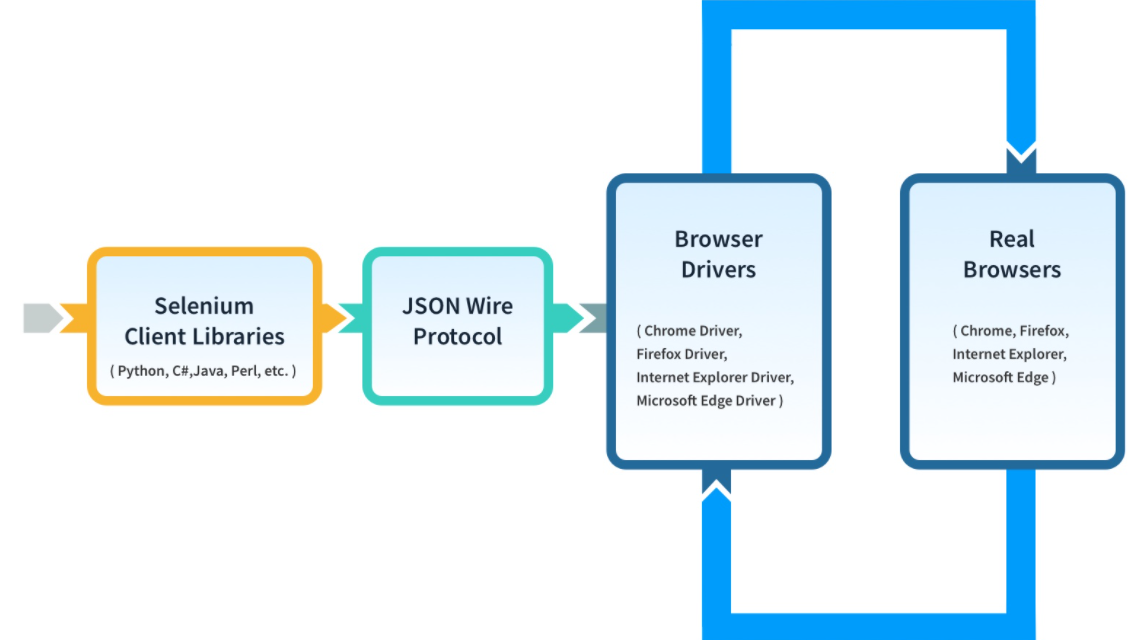 Selenium
Client Libraries
( Python, C#,Java, Perl, etc. )
JSON Wire
Protocol
Browser
Drivers
( Chrome Driver,
Firefox Driver,
Internet Explorer Driver,
Microsoft Edge Driver )
Real
Browsers
( Chrome, Firefox,
Internet Explorer,
Microsoft Edge )